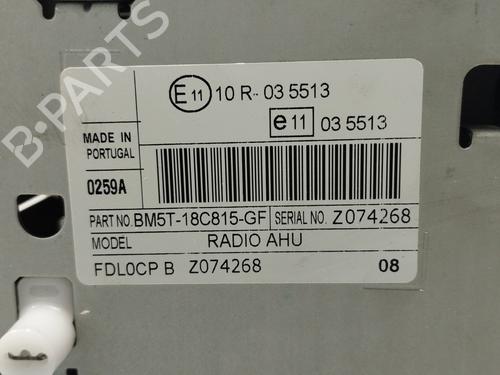 E 11 10 R-- 03 5513
e 11 03 5513
MADE IN
PORTUGAL
0259A
PART NO. BM5T-18C815-GF SERIAL NO. Z074268
MODEL RADIO AHU
FDL0CP B Z074268 08
B-PARTS